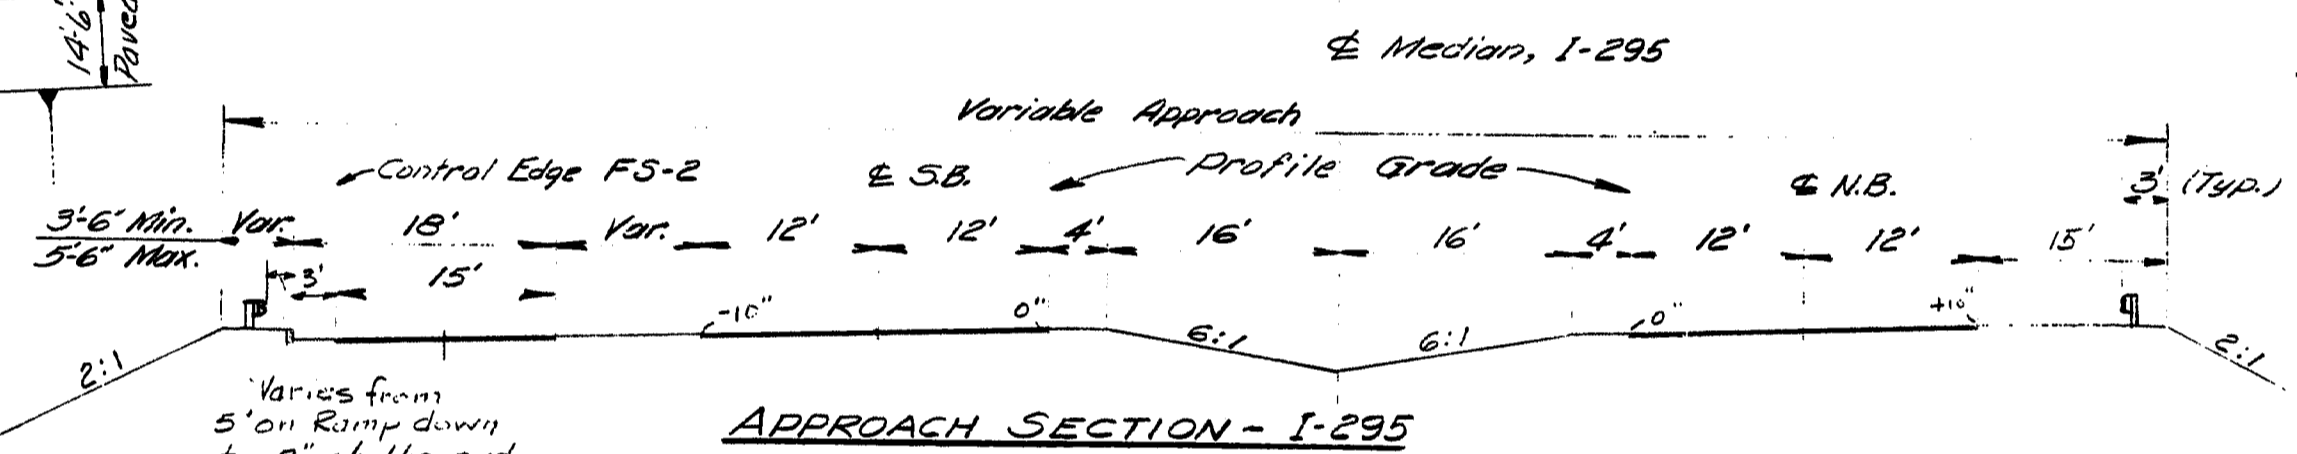 14'-6"
Paved
℄ Median, I-295
Variable Approach
Control Edge FS-2
℄ S.B.
Profile Grade
℄ N.B.
3' (Typ.)
3'-6" Min.
5'-6" Max.
Var.
18'
Var.
12'
12'
4'
16'
16'
4'
12'
12'
15'
3'
15'
-10"
0"
0"
+10"
2:1
6:1
6:1
2:1
Varies from
5' on Ramp down
APPROACH SECTION - I-295